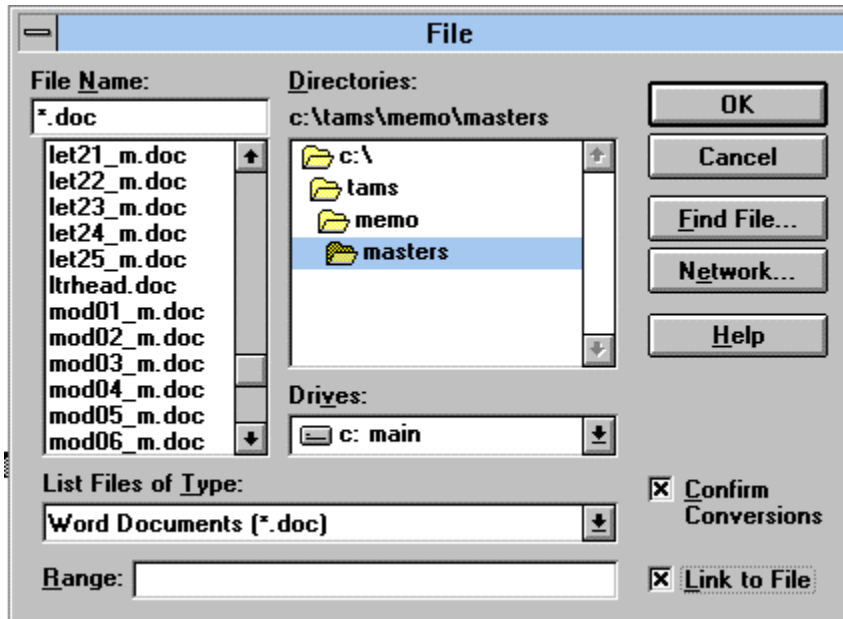 File
File Name:
*.doc
let21_m.doc
let22_m.doc
let23_m.doc
let24_m.doc
let25_m.doc
ltrhead.doc
mod01_m.doc
mod02_m.doc
mod03_m.doc
mod04_m.doc
mod05_m.doc
mod06_m.doc
Directories:
c:\tams\memo\masters
c:\
tams
memo
masters
Drives:
c: main
OK
Cancel
Find File...
Network...
Help
List Files of Type:
Word Documents (*.doc)
Range:
Confirm
Conversions
Link to File